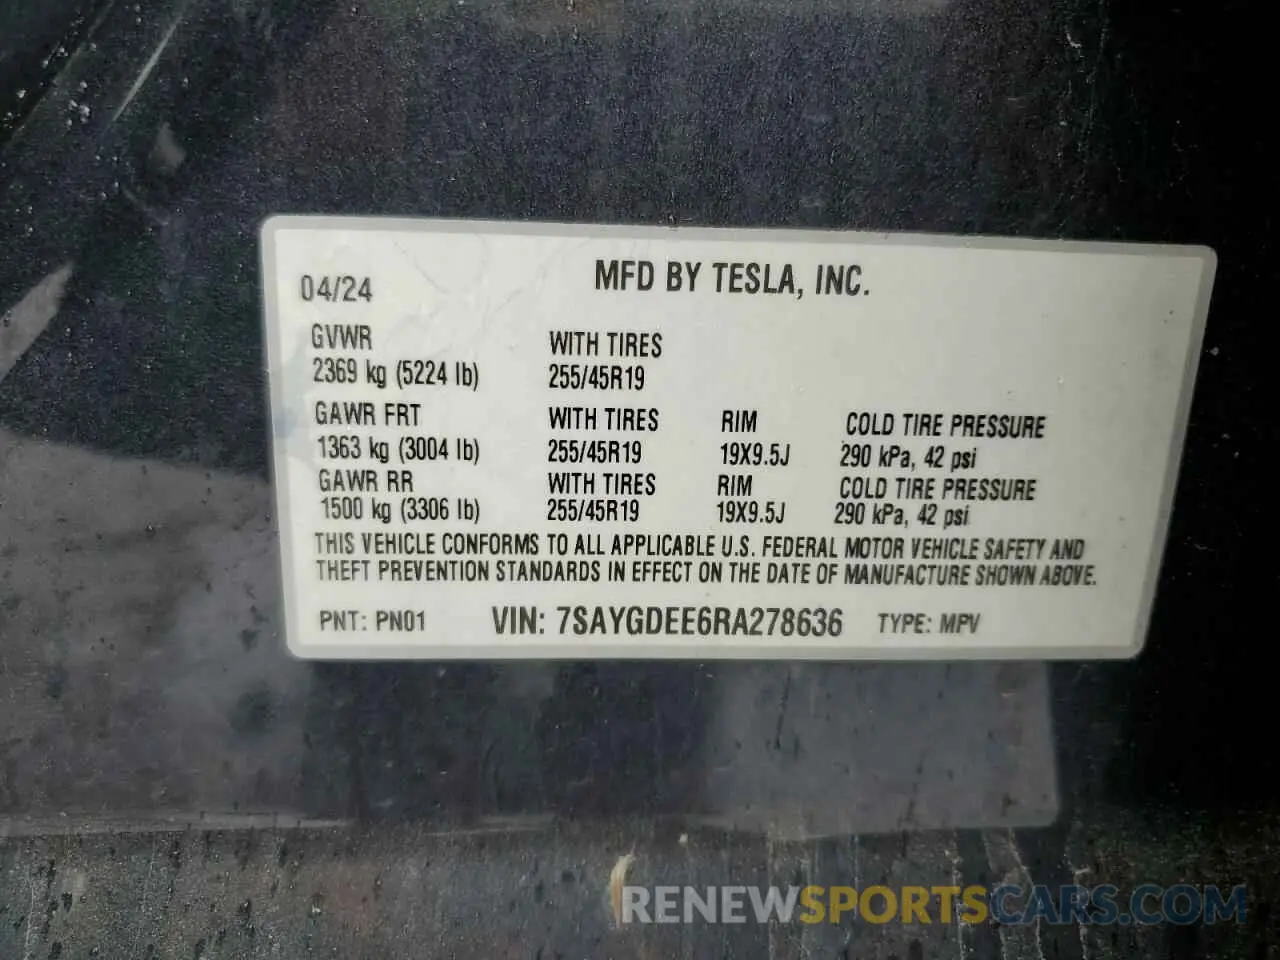 MFD BY TESLA, INC.
04/24
GVWR WITH TIRES
2369 kg (5224 lb) 255/45R19
GAWR FRT WITH TIRES RIM COLD TIRE PRESSURE
1363 kg (3004 lb) 255/45R19 19X9.5J 290 kPa, 42 psi
GAWR RR WITH TIRES RIM COLD TIRE PRESSURE
1500 kg (3306 lb) 255/45R19 19X9.5J 290 kPa, 42 psi
THIS VEHICLE CONFORMS TO ALL APPLICABLE U.S. FEDERAL MOTOR VEHICLE SAFETY AND
THEFT PREVENTION STANDARDS IN EFFECT ON THE DATE OF MANUFACTURE SHOWN ABOVE.
PNT: PN01 VIN: 7SAYGDEE6RA278636 TYPE: MPV
RENEWSPORTSCARS.COM